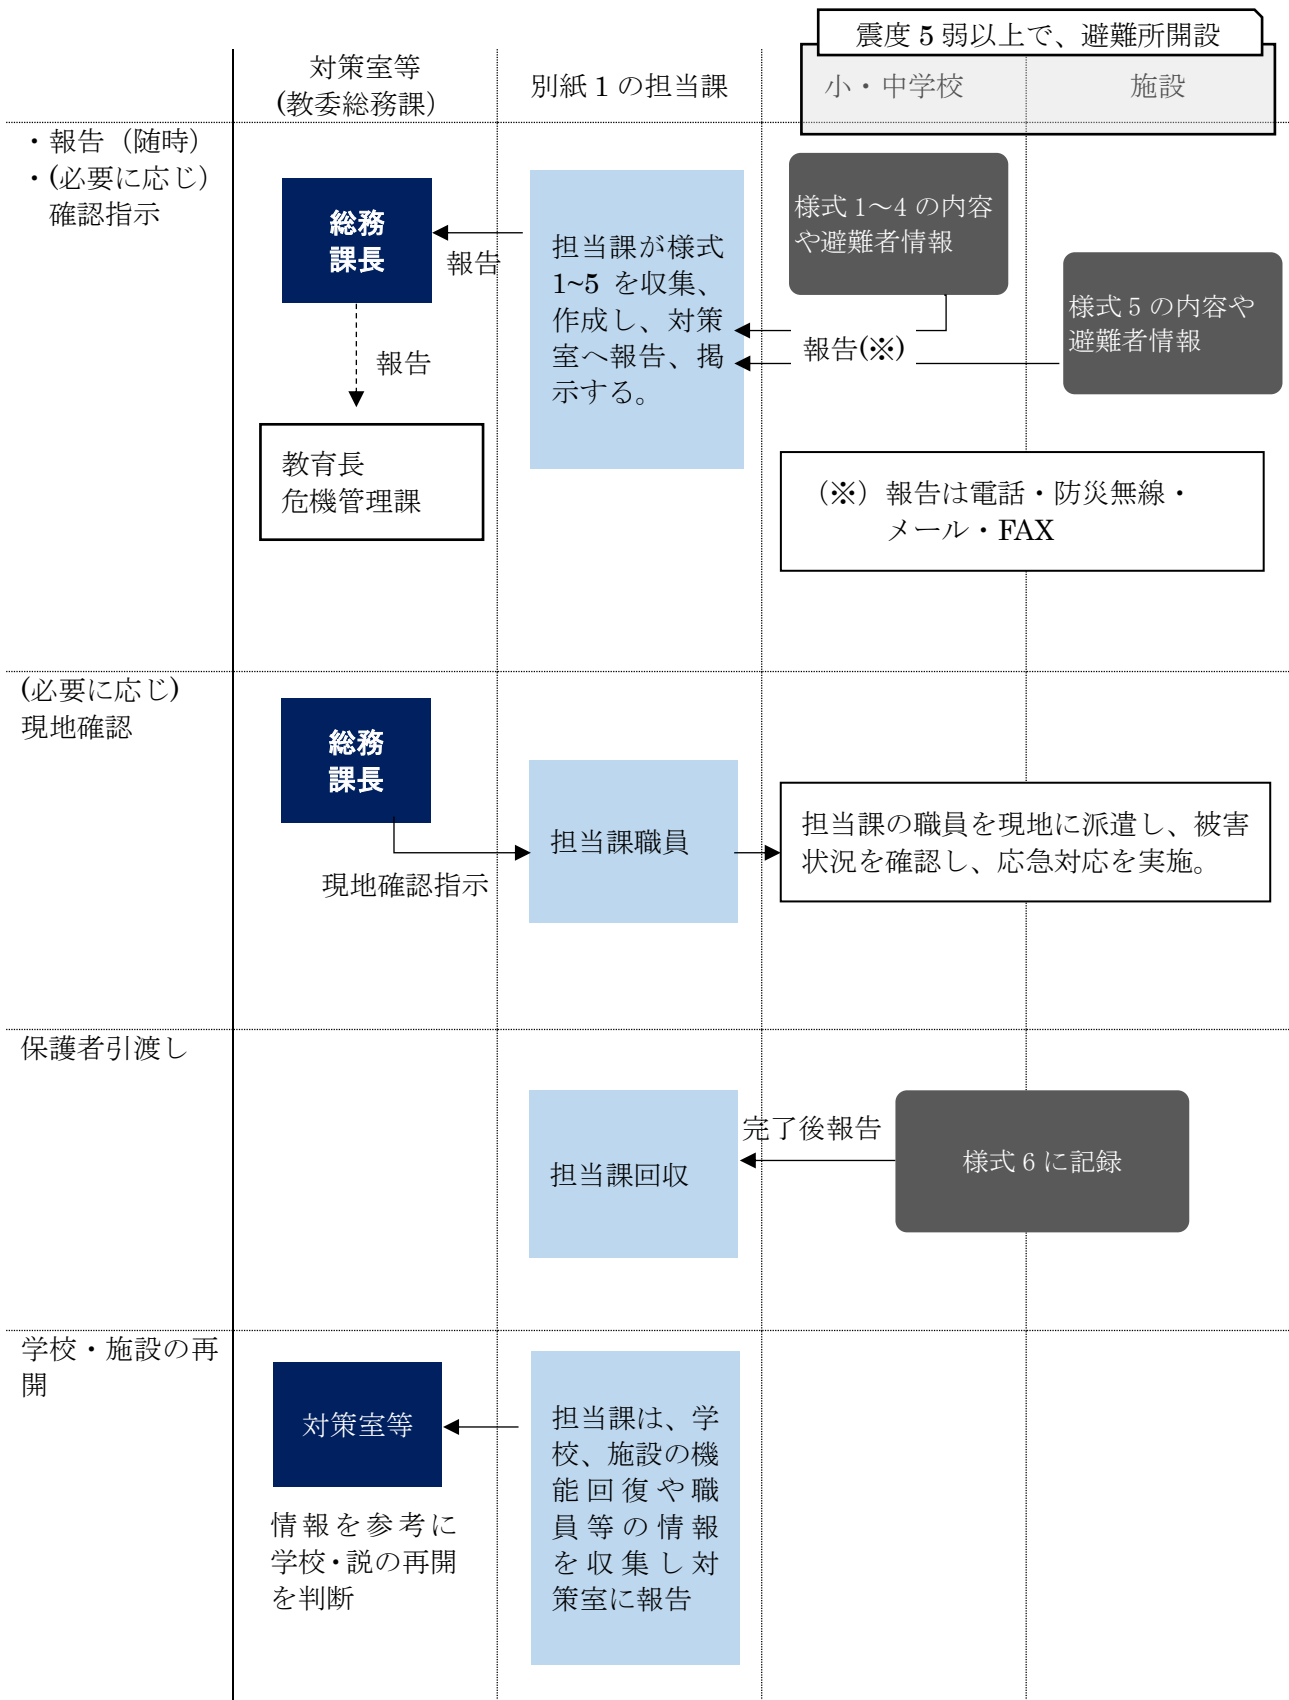 震度 5 弱以上で、避難所開設
対策室等
(教委総務課）
別紙 1 の担当課
小・中学校
施設
・報告（随時）
・(必要に応じ）
確認指示
総務
課長
報告
報告
教育長
危機管理課
担当課が様式
1~5 を収集、
作成し、対策
室へ報告、掲
示する。
様式 1～4 の内容
や避難者情報
様式 5 の内容や
避難者情報
報告(※)
（※）報告は電話・防災無線・
メール・FAX
(必要に応じ)
現地確認
総務
課長
現地確認指示
担当課職員
担当課の職員を現地に派遣し、被害
状況を確認し、応急対応を実施。
保護者引渡し
担当課回収
完了後報告
様式 6 に記録
学校・施設の再
開
対策室等
情報を参考に
学校・説の再開
を判断
担当課は、学
校、施設の機
能回復や職
員等の情報
を収集し対
策室に報告